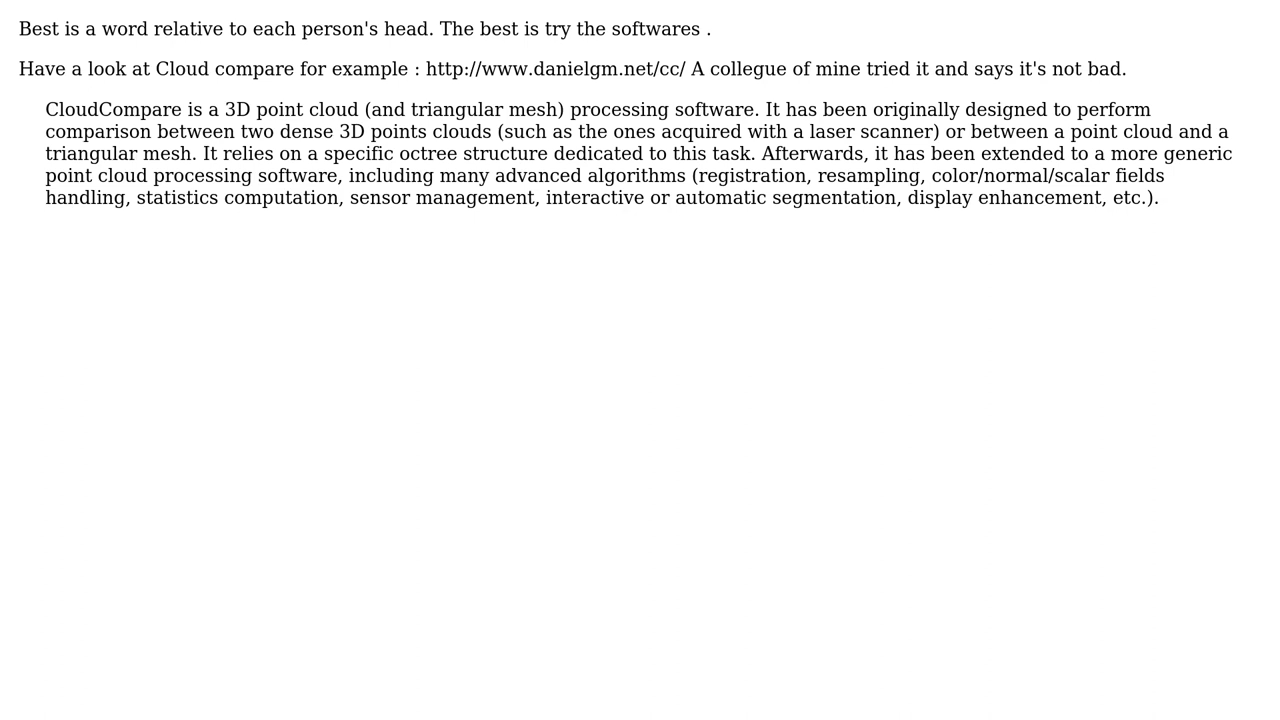 Best is a word relative to each person's head. The best is try the softwares .
Have a look at Cloud compare for example : http://www.danielgm.net/cc/ A collegue of mine tried it and says it's not bad.
CloudCompare is a 3D point cloud (and triangular mesh) processing software. It has been originally designed to perform
comparison between two dense 3D points clouds (such as the ones acquired with a laser scanner) or between a point cloud and a
triangular mesh. It relies on a specific octree structure dedicated to this task. Afterwards, it has been extended to a more generic
point cloud processing software, including many advanced algorithms (registration, resampling, color/normal/scalar fields
handling, statistics computation, sensor management, interactive or automatic segmentation, display enhancement, etc.).